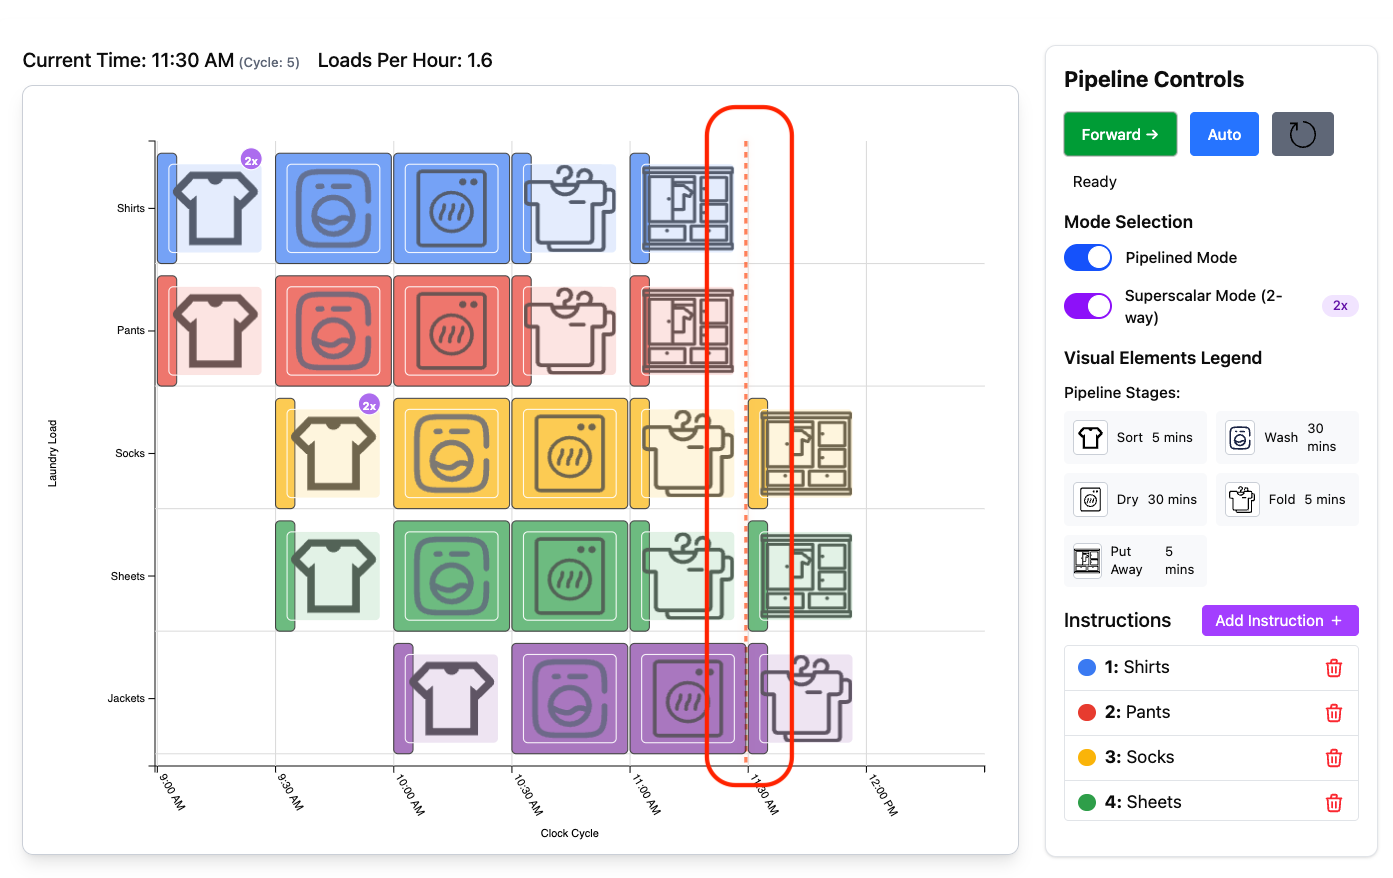 Current Time: 11:30 AM (Cycle: 5) Loads Per Hour: 1.6
2x
Shirts
Pants
2x
Socks
Sheets
Jackets
Laundry Load
9:00 AM
9:30 AM
10:00 AM
10:30 AM
11:00 AM
11:30 AM
12:00 PM
Clock Cycle
Pipeline Controls
Forward →
Auto
Ready
Mode Selection
Pipelined Mode
Superscalar Mode (2-
way)
2x
Visual Elements Legend
Pipeline Stages:
Sort 5 mins
Wash 30
mins
Dry 30 mins
Fold 5 mins
Put 5
Away mins
Instructions
Add Instruction +
1: Shirts
2: Pants
3: Socks
4: Sheets